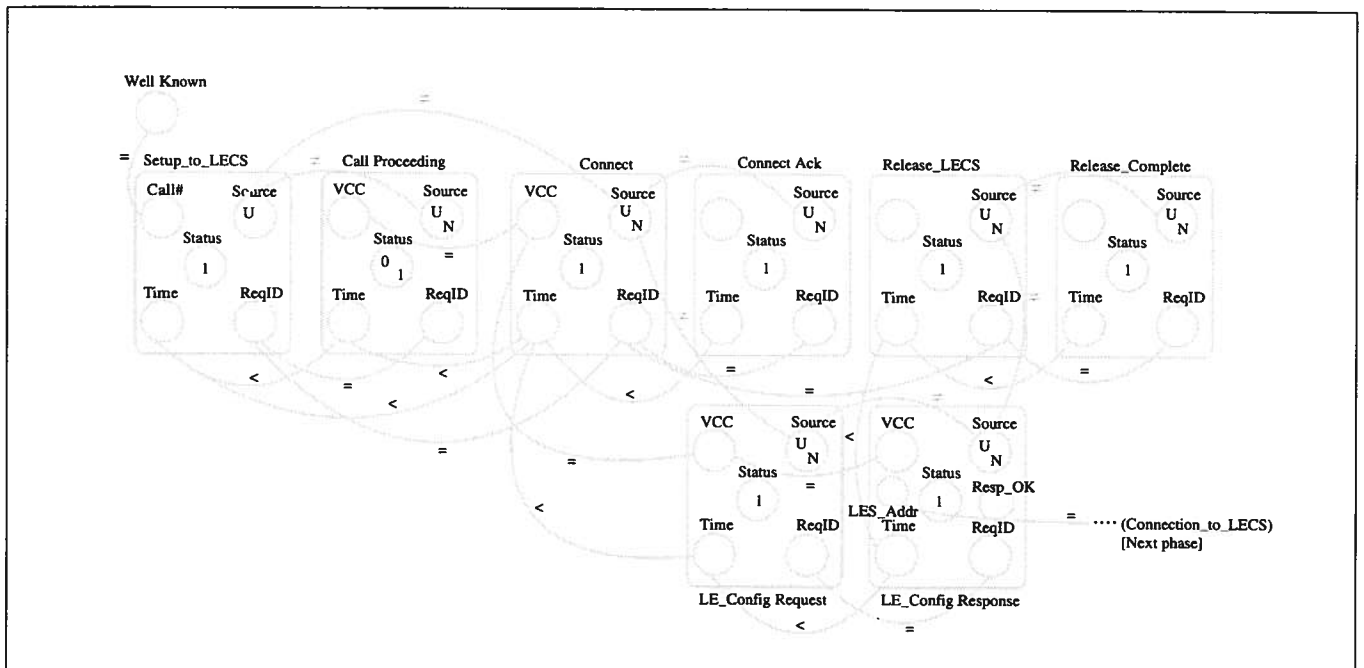 Well Known
=
= Setup_to_LECS = Call Proceeding Connect = Connect Ack Release_LECS Release_Complete
Call# Source VCC Source VCC Source Source Source = Source
U U N U N U N U N U N
Status Status = Status Status Status Status
1 0 1 1 1 1 1
Time ReqID Time ReqID Time ReqID Time ReqID Time ReqID = Time ReqID
= =
< = < < = = < =
< < =
VCC Source VCC Source
= = < U N U N
Status Status
1 = 1 Resp_OK
< LES_Addr = .... (Connection_to_LECS)
Time ReqID Time ReqID [Next phase]
LE_Config Request LE_Config Response
< =